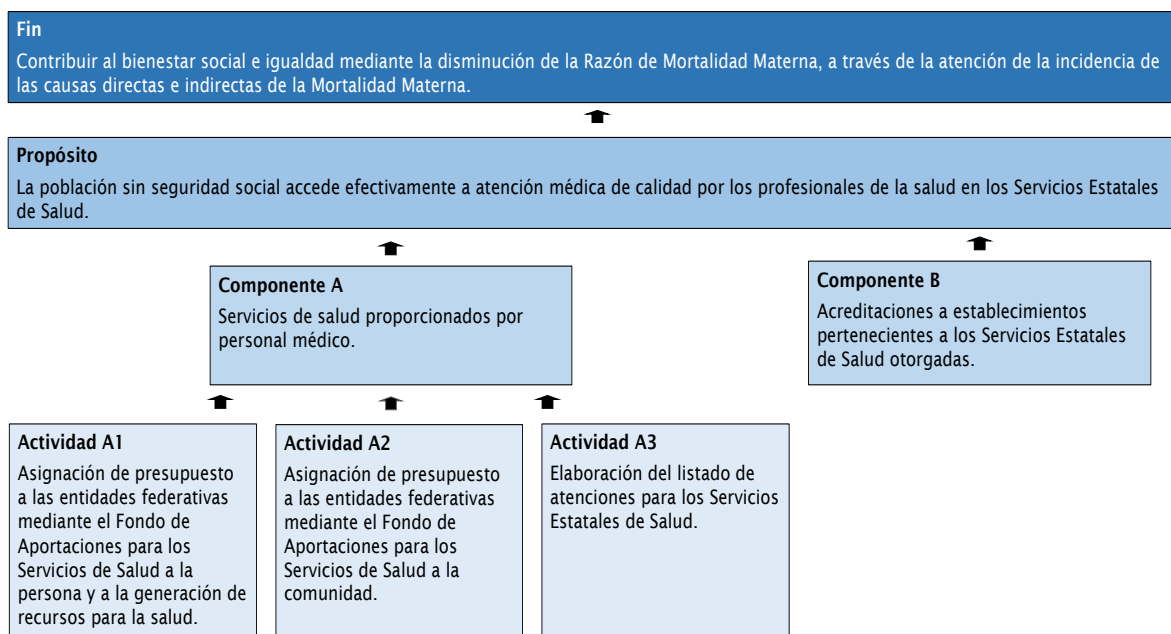 Fin
Contribuir al bienestar social e igualdad mediante la disminución de la Razón de Mortalidad Materna, a través de la atención de la incidencia de
las causas directas e indirectas de la Mortalidad Materna.
Propósito
La población sin seguridad social accede efectivamente a atención médica de calidad por los profesionales de la salud en los Servicios Estatales
de Salud.
Componente A
Servicios de salud proporcionados por
personal médico.
Componente B
Acreditaciones a establecimientos
pertenecientes a los Servicios Estatales
de Salud otorgadas.
Actividad A1
Asignación de presupuesto
a las entidades federativas
mediante el Fondo de
Aportaciones para los
Servicios de Salud a la
persona y a la generación de
recursos para la salud.
Actividad A2
Asignación de presupuesto
a las entidades federativas
mediante el Fondo de
Aportaciones para los
Servicios de Salud a la
comunidad.
Actividad A3
Elaboración del listado de
atenciones para los Servicios
Estatales de Salud.